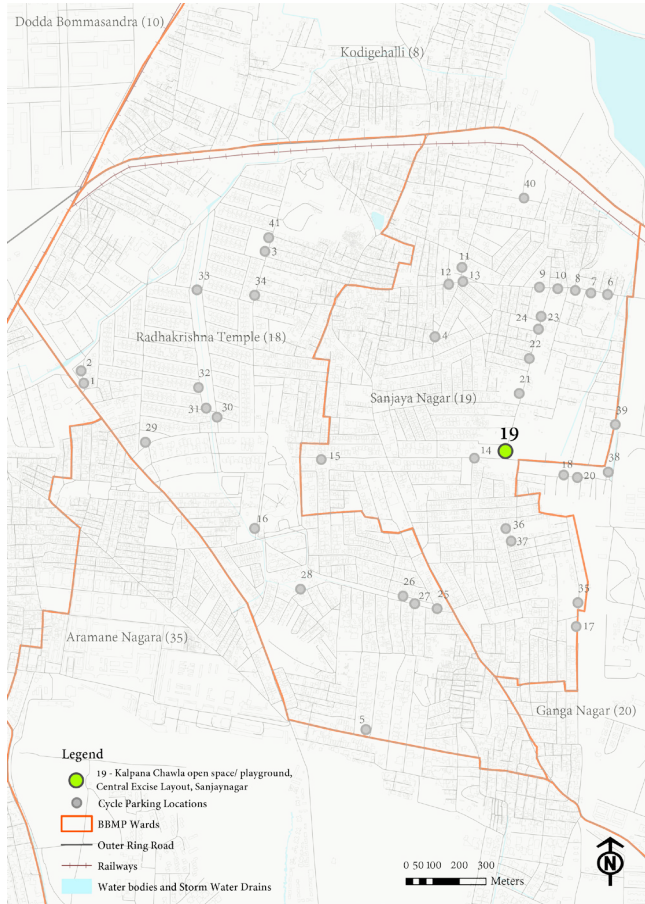 Dodda Bommasandra (10)
Kodigehalli (8)
40
41
3
11
12
13
33
34
9
10
8
7
6
24
23
Radhakrishna Temple (18)
4
22
2
1
32
21
Sanjaya Nagar (19)
31
30
39
29
19
15
14
18
20
38
16
36
37
28
26
27
25
35
17
Aramane Nagara (35)
Ganga Nagar (20)
5
Legend
19 - Kalpana Chawla open space/ playground,
Central Excise Layout, Sanjaynagar
Cycle Parking Locations
BBMP Wards
Outer Ring Road
Railways
Water bodies and Storm Water Drains
0 50 100 200 300
Meters
N